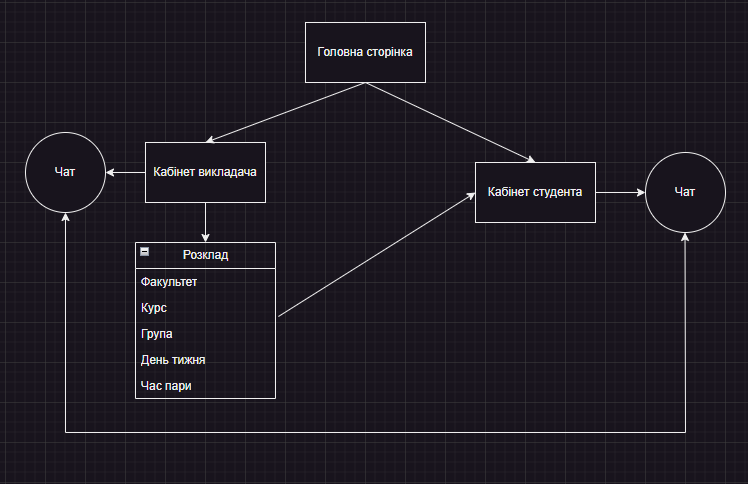 Головна сторінка
Чат
Кабінет викладача
Кабінет студента
Чат
Розклад
Факультет
Курс
Група
День тижня
Час пари